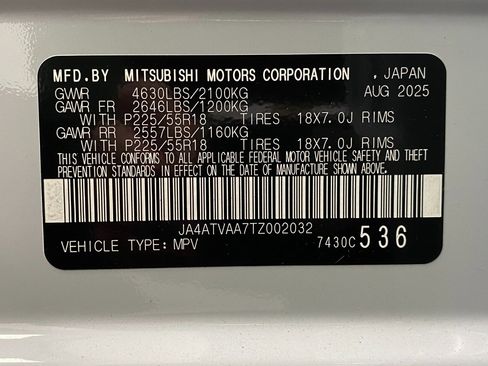 MFD.BY MITSUBISHI MOTORS CORPORATION , JAPAN
GVWR 4630LBS/2100KG AUG 2025
GAWR FR 2646LBS/1200KG
WITH P225/55R18 TIRES 18X7.0J RIMS
GAWR RR 2557LBS/1160KG
WITH P225/55R18 TIRES 18X7.0J RIMS
THIS VEHICLE CONFORMS TO ALL APPLICABLE FEDERAL MOTOR VEHICLE SAFETY AND THEFT
PREVENTION STANDARDS IN EFFECT ON THE DATE OF MANUFACTURE SHOWN ABOVE.
JA4ATVAA7TZ002032
VEHICLE TYPE: MPV 7430C 536